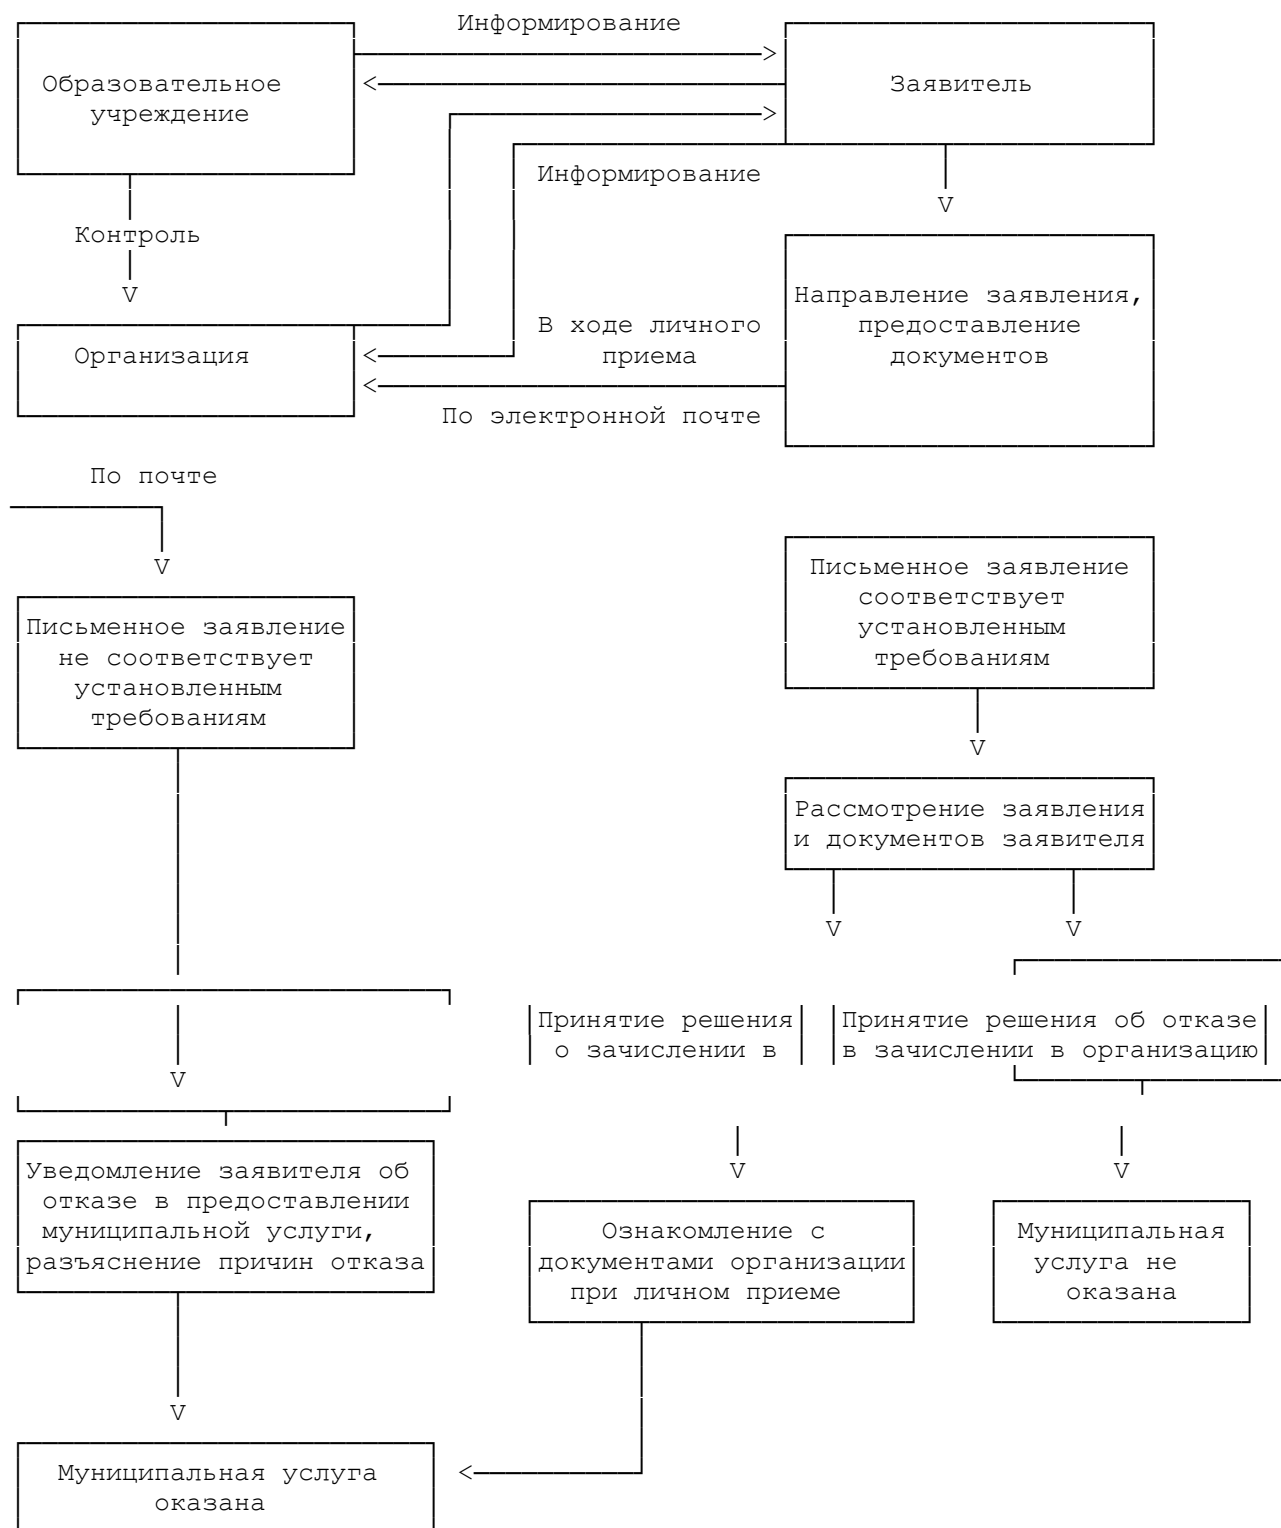 Информирование
Образовательное
учреждение
Заявитель
Информирование
Контроль
Организация
В ходе личного
приема
Направление заявления,
предоставление
документов
По электронной почте
По почте
Письменное заявление
соответствует
установленным
требованиям
Письменное заявление
не соответствует
установленным
требованиям
Рассмотрение заявления
и документов заявителя
Принятие решения
о зачислении в
Принятие решения об отказе
в зачислении в организацию
Уведомление заявителя об
отказе в предоставлении
муниципальной услуги,
разъяснение причин отказа
Ознакомление с
документами организации
при личном приеме
Муниципальная
услуга не
оказана
Муниципальная услуга
оказана